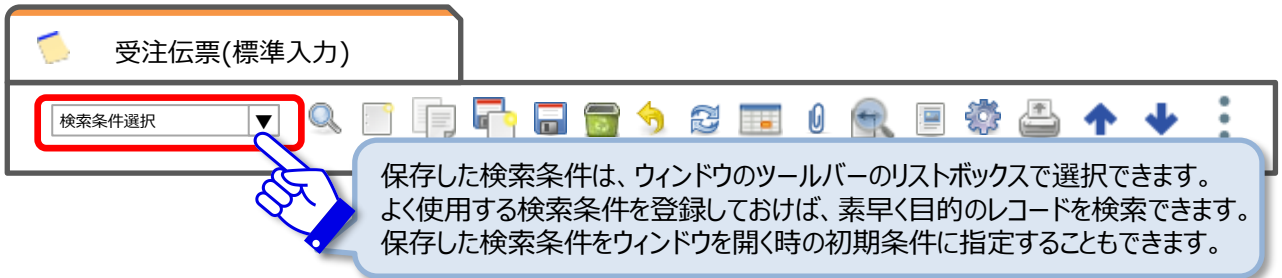 受注伝票(標準入力)
検索条件選択
保存した検索条件は、ウィンドウのツールバーのリストボックスで選択できます。
よく使用する検索条件を登録しておけば、素早く目的のレコードを検索できます。
保存した検索条件をウィンドウを開く時の初期条件に指定することもできます。